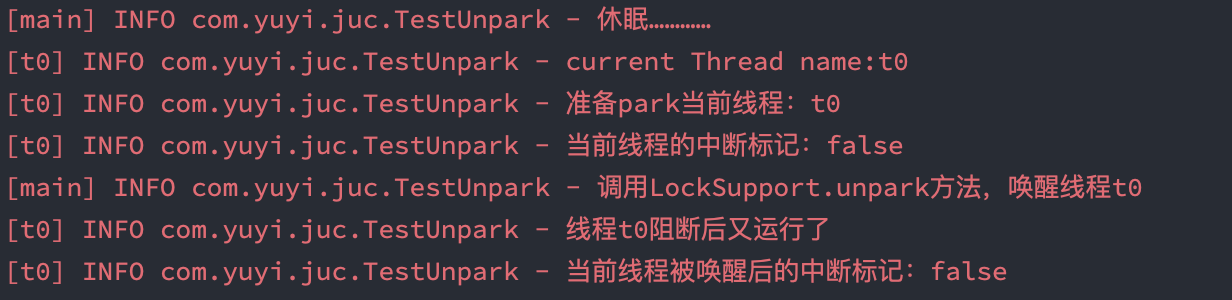 [main] INFO com.yuyi.juc.TestUnpark - 休眠…………
[t0] INFO com.yuyi.juc.TestUnpark - current Thread name:t0
[t0] INFO com.yuyi.juc.TestUnpark - 准备park当前线程：t0
[t0] INFO com.yuyi.juc.TestUnpark - 当前线程的中断标记：false
[main] INFO com.yuyi.juc.TestUnpark - 调用LockSupport.unpark方法，唤醒线程t0
[t0] INFO com.yuyi.juc.TestUnpark - 线程t0阻断后又运行了
[t0] INFO com.yuyi.juc.TestUnpark - 当前线程被唤醒后的中断标记：false